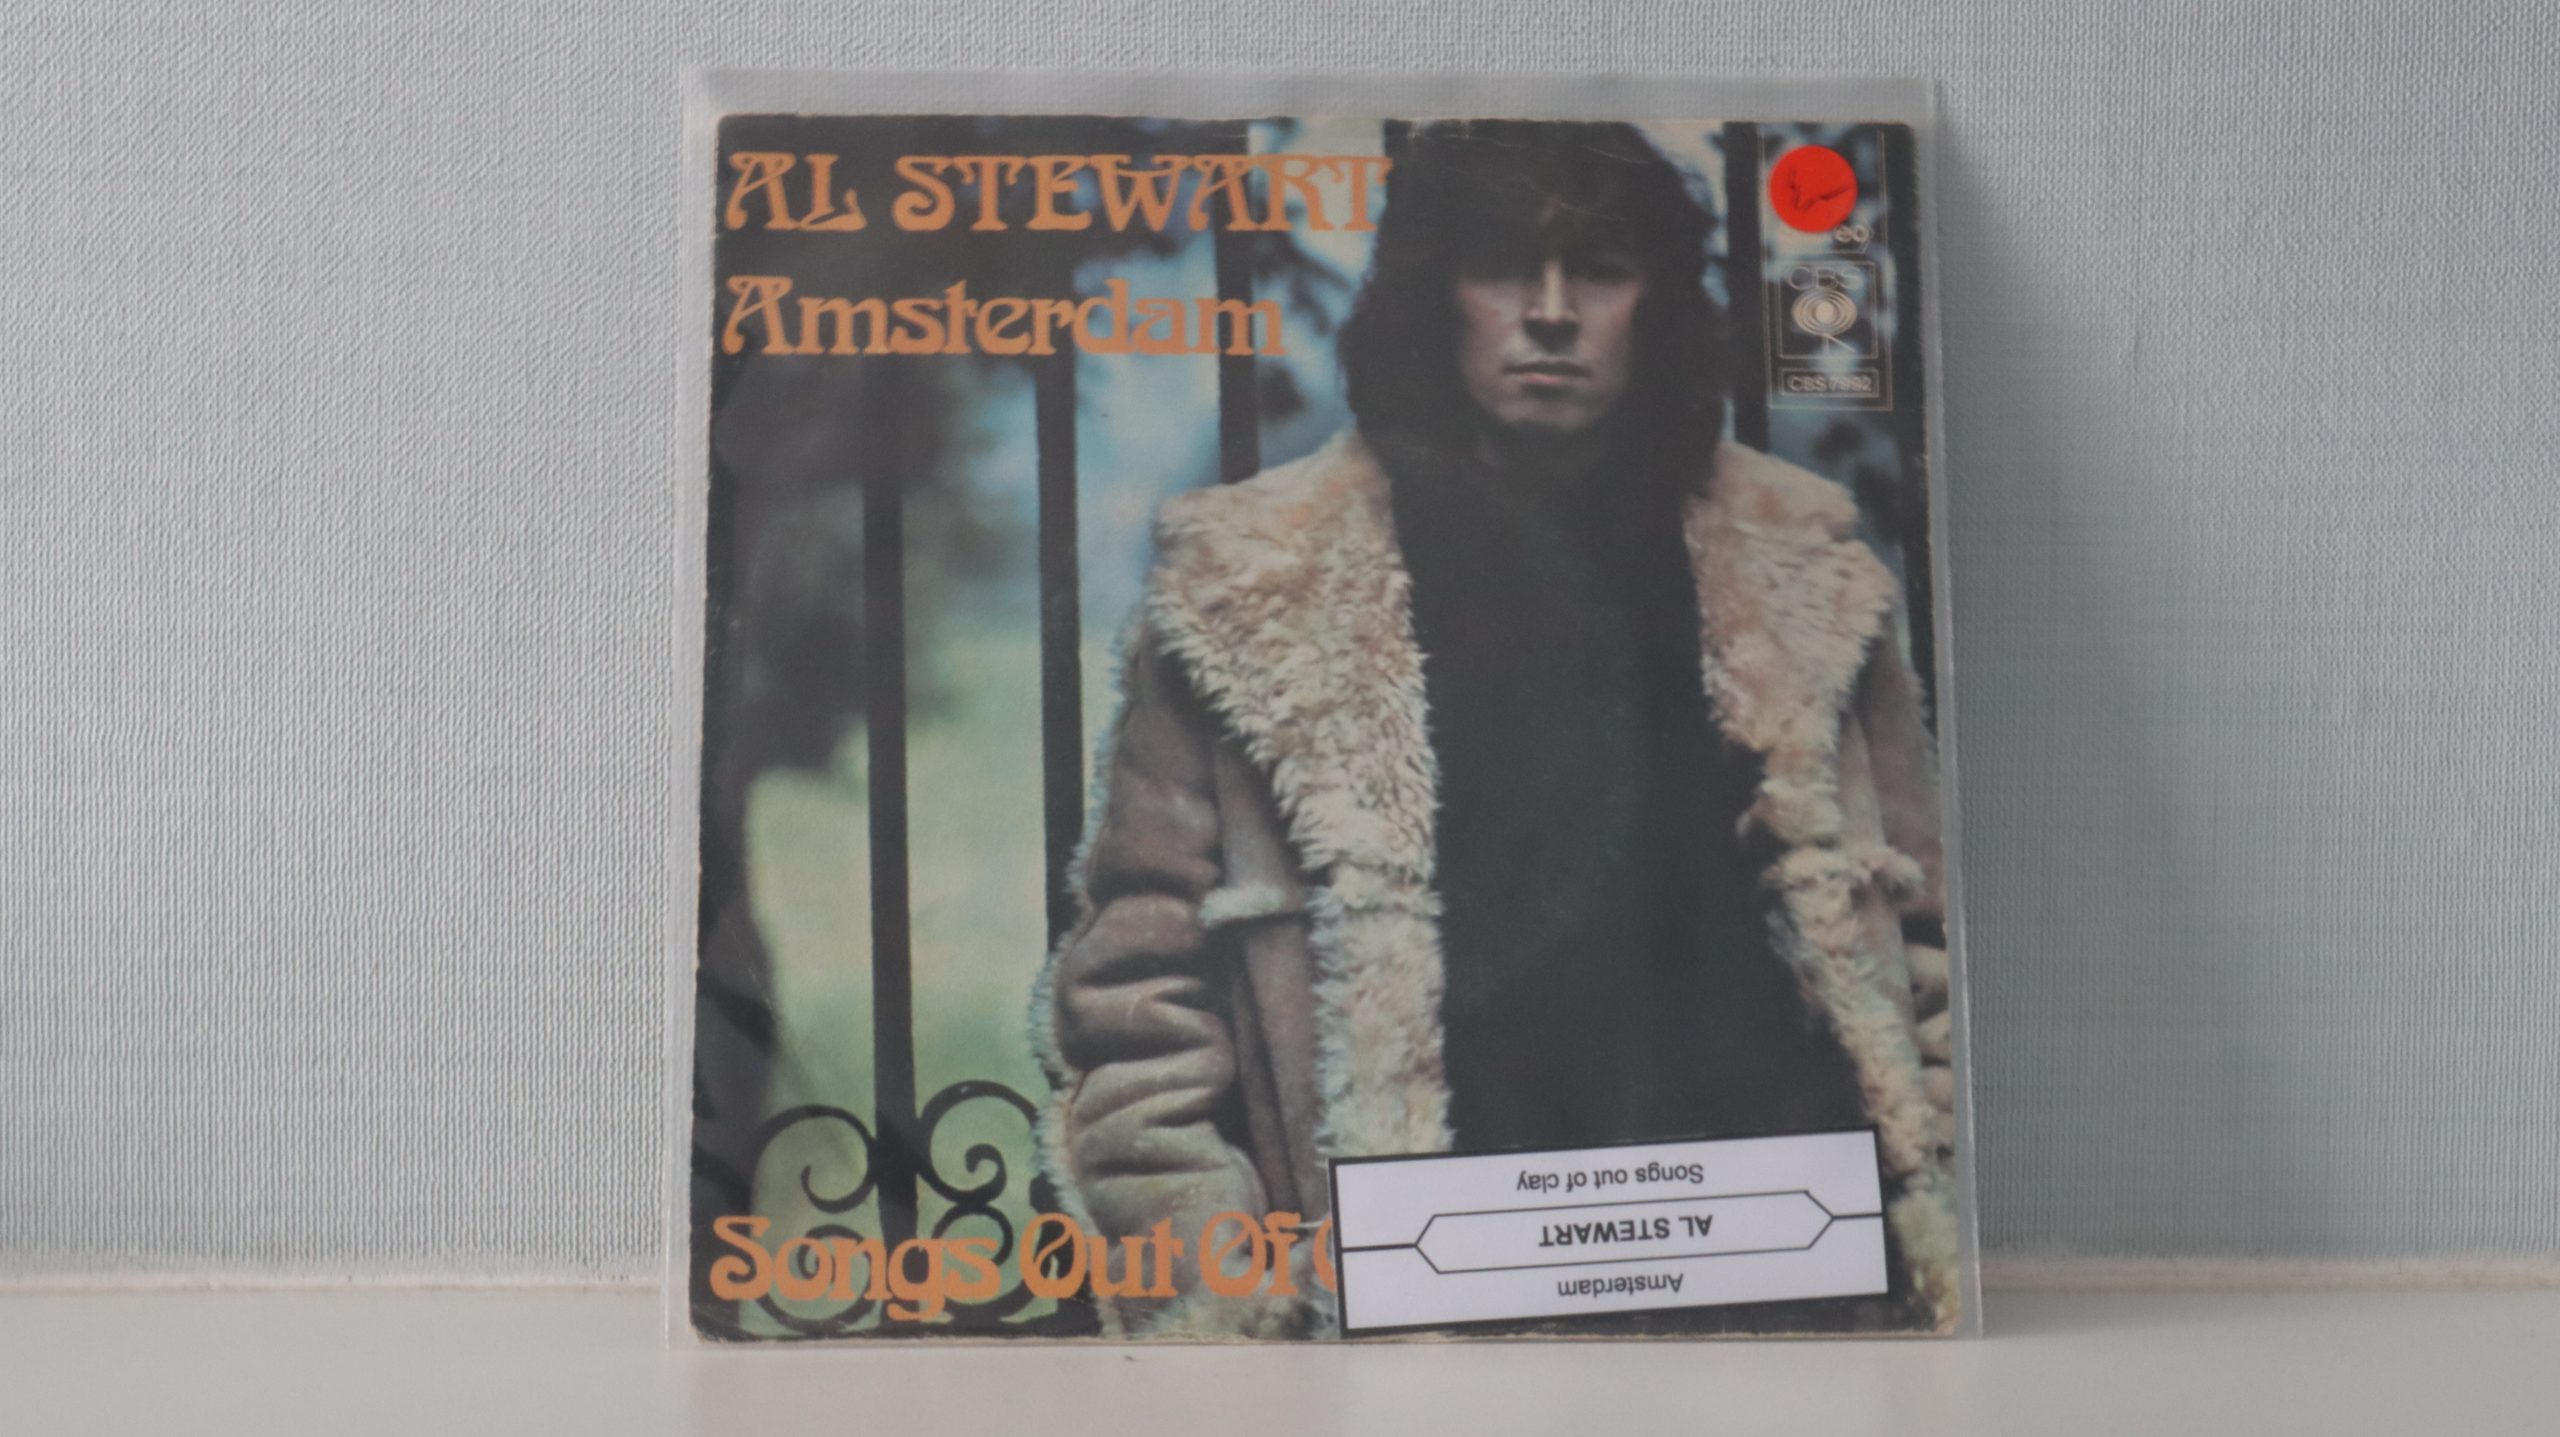 AL STEWART
Amsterdam
CBS
CBS 7992
Songs Out Of
Songs out of clay
AL STEWART
Amsterdam